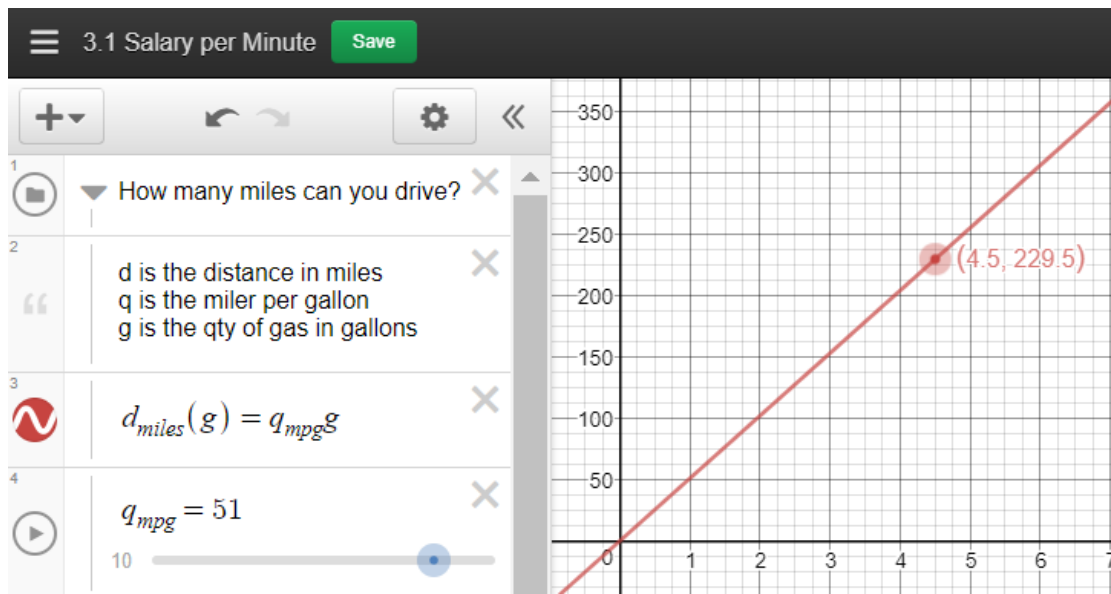 3.1 Salary per Minute Save
1
How many miles can you drive?
2
d is the distance in miles
q is the miler per gallon
g is the qty of gas in gallons
3
d_miles(g) = q_mpg g
4
q_mpg = 51
10
350
300
250
(4.5, 229.5)
200
150
100
50
0 1 2 3 4 5 6 7